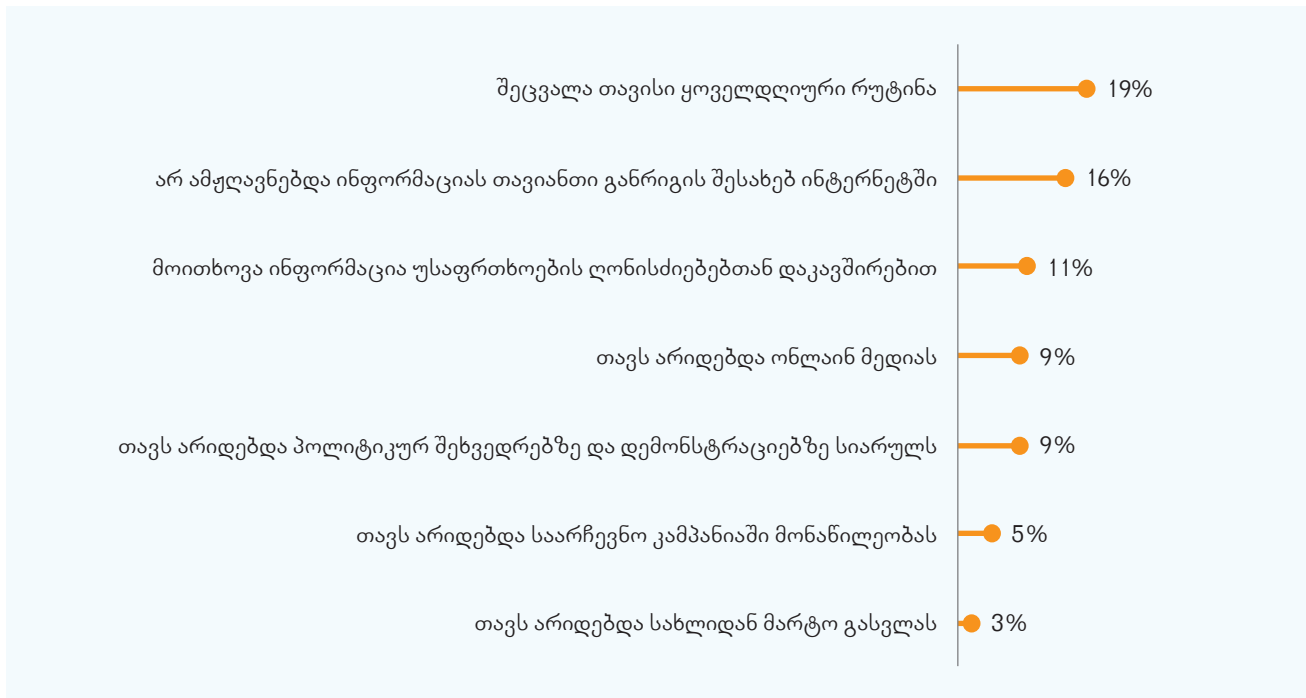 შეცვალა თავისი ყოველდღიური რუტინა 19%
არ ამჟღავნებდა ინფორმაციას თავიანთი განრიგის შესახებ ინტერნეტში 16%
მოითხოვა ინფორმაცია უსაფრთხოების ღონისძიებებთან დაკავშირებით 11%
თავს არიდებდა ონლაინ მედიას 9%
თავს არიდებდა პოლიტიკურ შეხვედრებზე და დემონსტრაციებზე სიარულს 9%
თავს არიდებდა საარჩევნო კამპანიაში მონაწილეობას 5%
თავს არიდებდა სახლიდან მარტო გასვლას 3%